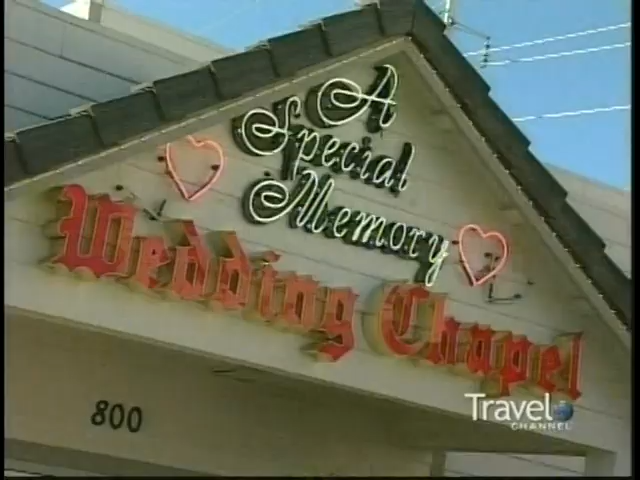 A
Special
Memory
Wedding Chapel
800
Travel
CHANNEL